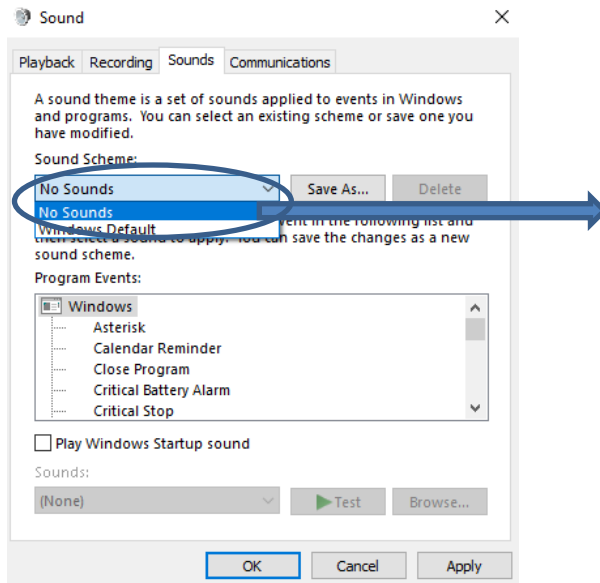 Sound
Playback Recording Sounds Communications
A sound theme is a set of sounds applied to events in Windows
and programs. You can select an existing scheme or save one you
have modified.
Sound Scheme:
No Sounds Save As... Delete
No Sounds
Windows Default
in the following list and
then select a sound to apply. You can save the changes as a new
sound scheme.
Program Events:
Windows
Asterisk
Calendar Reminder
Close Program
Critical Battery Alarm
Critical Stop
Play Windows Startup sound
Sounds:
(None) Test Browse...
OK Cancel Apply